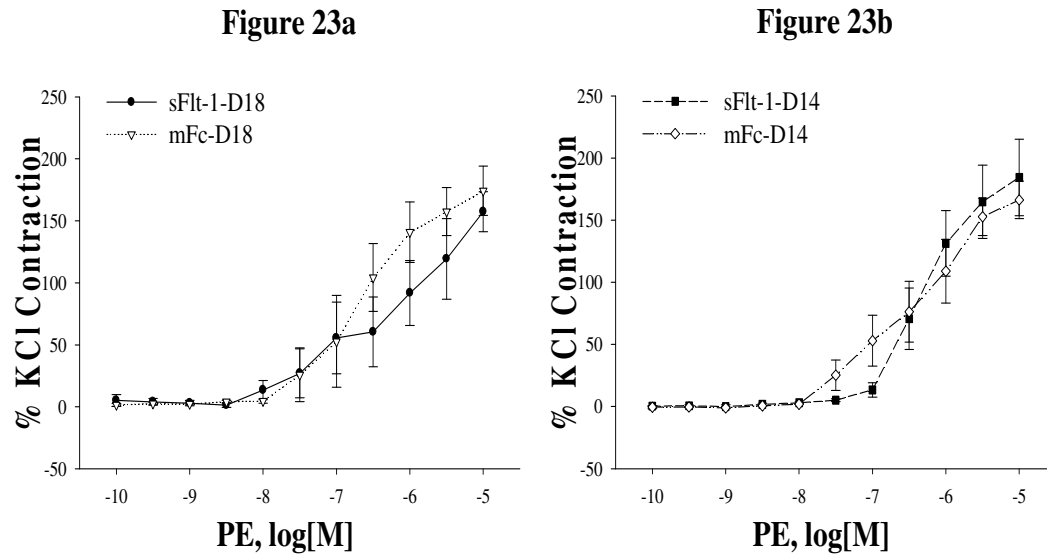 Figure 23a
sFlt-1-D18
mFc-D18
% KCl Contraction
250
200
150
100
50
0
-50
-10
-9
-8
-7
-6
-5
PE, log[M]
Figure 23b
sFlt-1-D14
mFc-D14
% KCl Contraction
250
200
150
100
50
0
-50
-10
-9
-8
-7
-6
-5
PE, log[M]